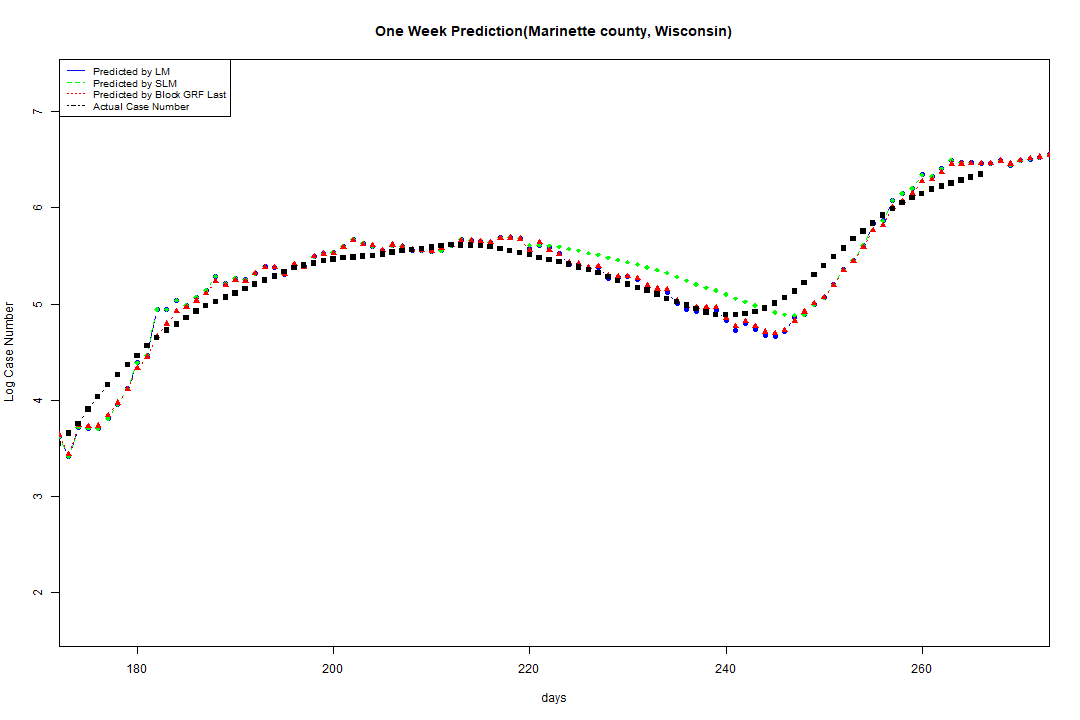 One Week Prediction(Marinette county, Wisconsin)
Predicted by LM
Predicted by SLM
Predicted by Block GRF Last
Actual Case Number
7
6
5
4
3
2
Log Case Number
180 200 220 240 260
days